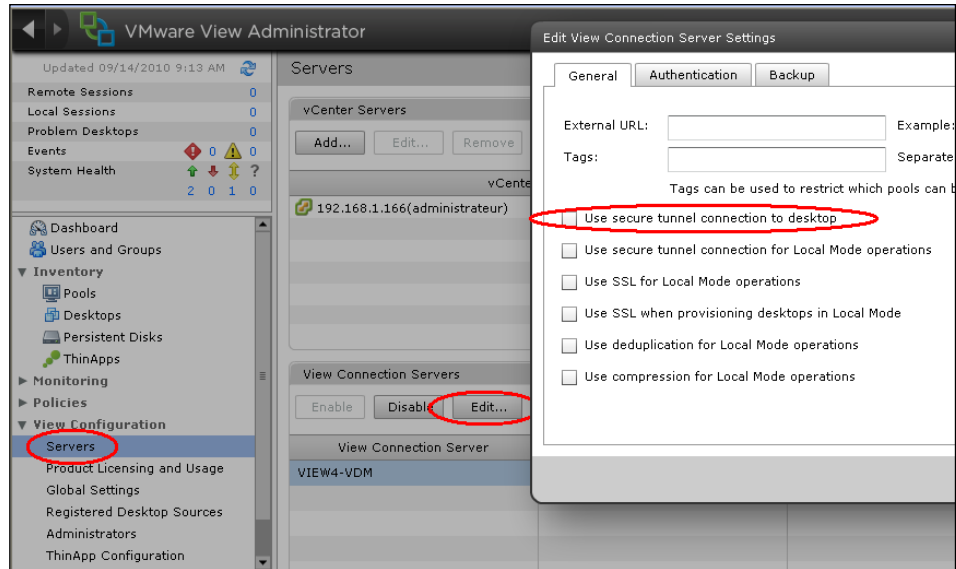 VMware View Administrator
Updated 09/14/2010 9:13 AM
Remote Sessions 0
Local Sessions 0
Problem Desktops 0
Events 0 0
System Health ?
2 0 1 0
Dashboard
Users and Groups
Inventory
Pools
Desktops
Persistent Disks
ThinApps
Monitoring
Policies
View Configuration
Servers
Product Licensing and Usage
Global Settings
Registered Desktop Sources
Administrators
ThinApp Configuration
Servers
vCenter Servers
Add... Edit... Remove
vCente
192.168.1.166(administrateur)
View Connection Servers
Enable Disable Edit...
View Connection Server
VIEW4-VDM
Edit View Connection Server Settings
General Authentication Backup
External URL: Example:
Tags: Separate
Tags can be used to restrict which pools can b
Use secure tunnel connection to desktop
Use secure tunnel connection for Local Mode operations
Use SSL for Local Mode operations
Use SSL when provisioning desktops in Local Mode
Use deduplication for Local Mode operations
Use compression for Local Mode operations